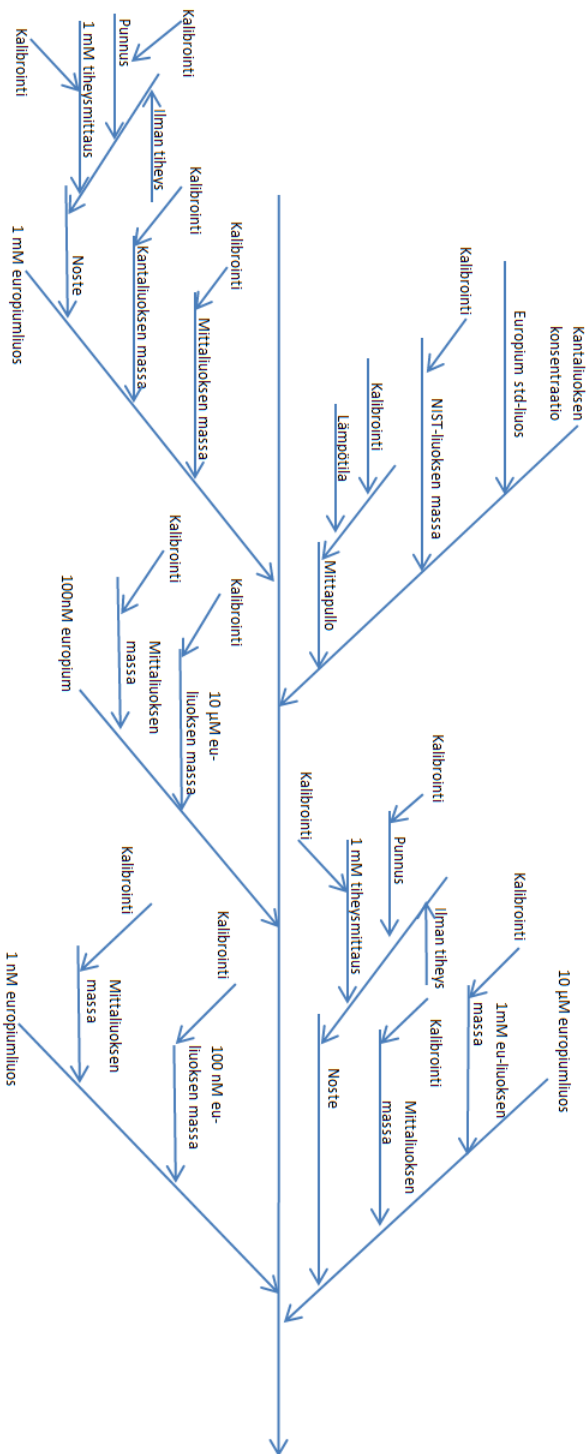 Kantaliuoksen
konsentraatio
Europium std-liuos
NIST-liuoksen massa
Kalibrointi
Kalibrointi
Lämpötila
Mittapullo
10 µM europiumliuos
1mM eu-liuoksen
massa
Kalibrointi
Mittaliuoksen
massa
Kalibrointi
Ilman tiheys
Punnus
Kalibrointi
1 mM tiheysmittaus
Kalibrointi
Noste
Kalibrointi
Punnus
1 mM tiheysmittaus
Kalibrointi
Ilman tiheys
Noste
Kalibrointi
Kantaliuoksen massa
Kalibrointi
Mittaliuoksen massa
1 mM europiumliuos
Kalibrointi
10 µM eu-
liuoksen massa
Kalibrointi
Mittaliuoksen
massa
100nM europium
Kalibrointi
100 nM eu-
liuoksen massa
Kalibrointi
Mittaliuoksen
massa
1 nM europiumliuos